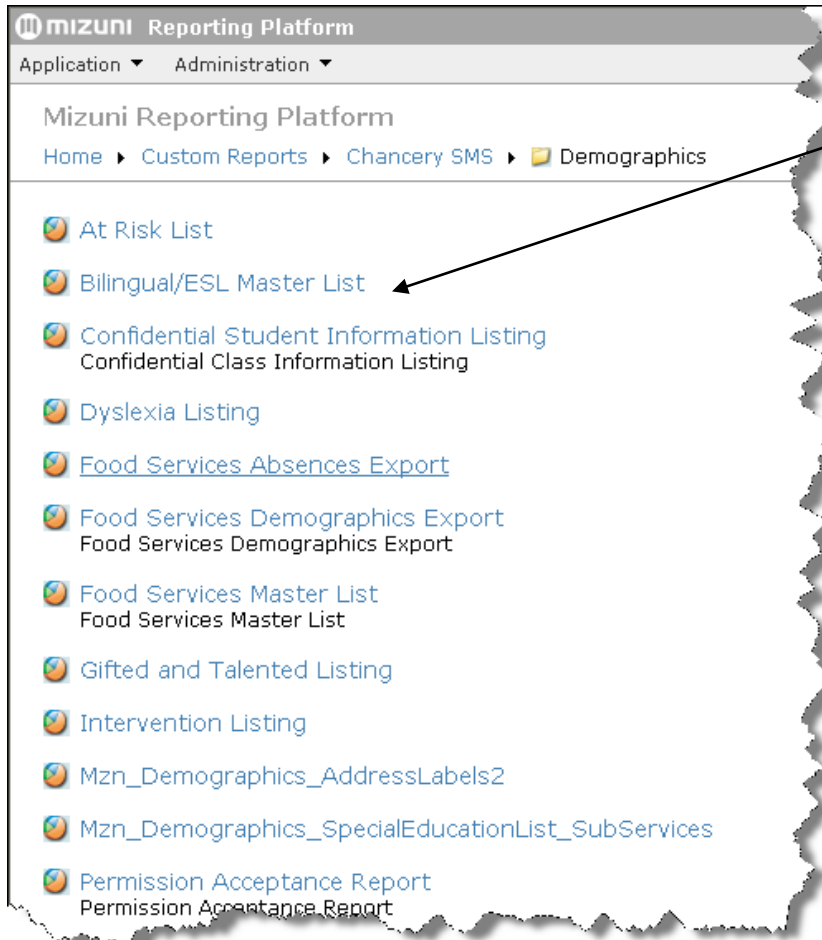 mizuni Reporting Platform
Application Administration
Mizuni Reporting Platform
Home Custom Reports Chancery SMS Demographics
At Risk List
Bilingual/ESL Master List
Confidential Student Information Listing
Confidential Class Information Listing
Dyslexia Listing
Food Services Absences Export
Food Services Demographics Export
Food Services Demographics Export
Food Services Master List
Food Services Master List
Gifted and Talented Listing
Intervention Listing
Mzn_Demographics_AddressLabels2
Mzn_Demographics_SpecialEducationList_SubServices
Permission Acceptance Report
Permission Acceptance Report